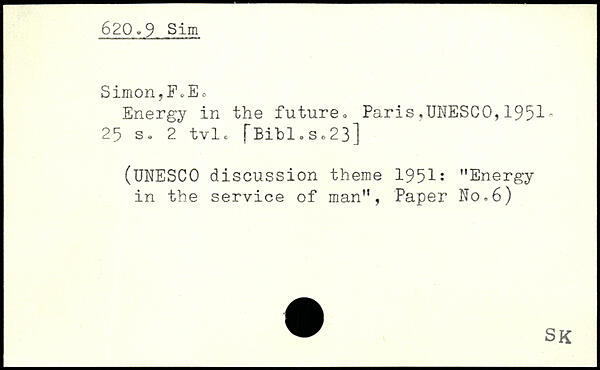 620.9 Sim
Simon,F.E.
Energy in the future. Paris,UNESCO,1951.
25 s. 2 tvl. [Bibl.s.23]
(UNESCO discussion theme 1951: "Energy
in the service of man", Paper No.6)
SK